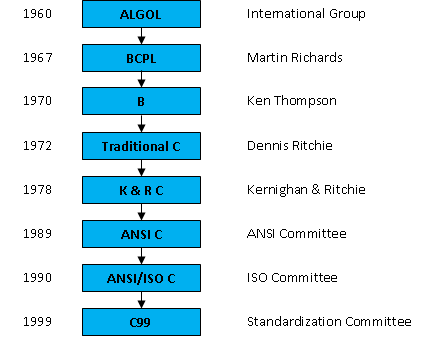 1960 ALGOL International Group
1967 BCPL Martin Richards
1970 B Ken Thompson
1972 Traditional C Dennis Ritchie
1978 K & R C Kernighan & Ritchie
1989 ANSI C ANSI Committee
1990 ANSI/ISO C ISO Committee
1999 C99 Standardization Committee